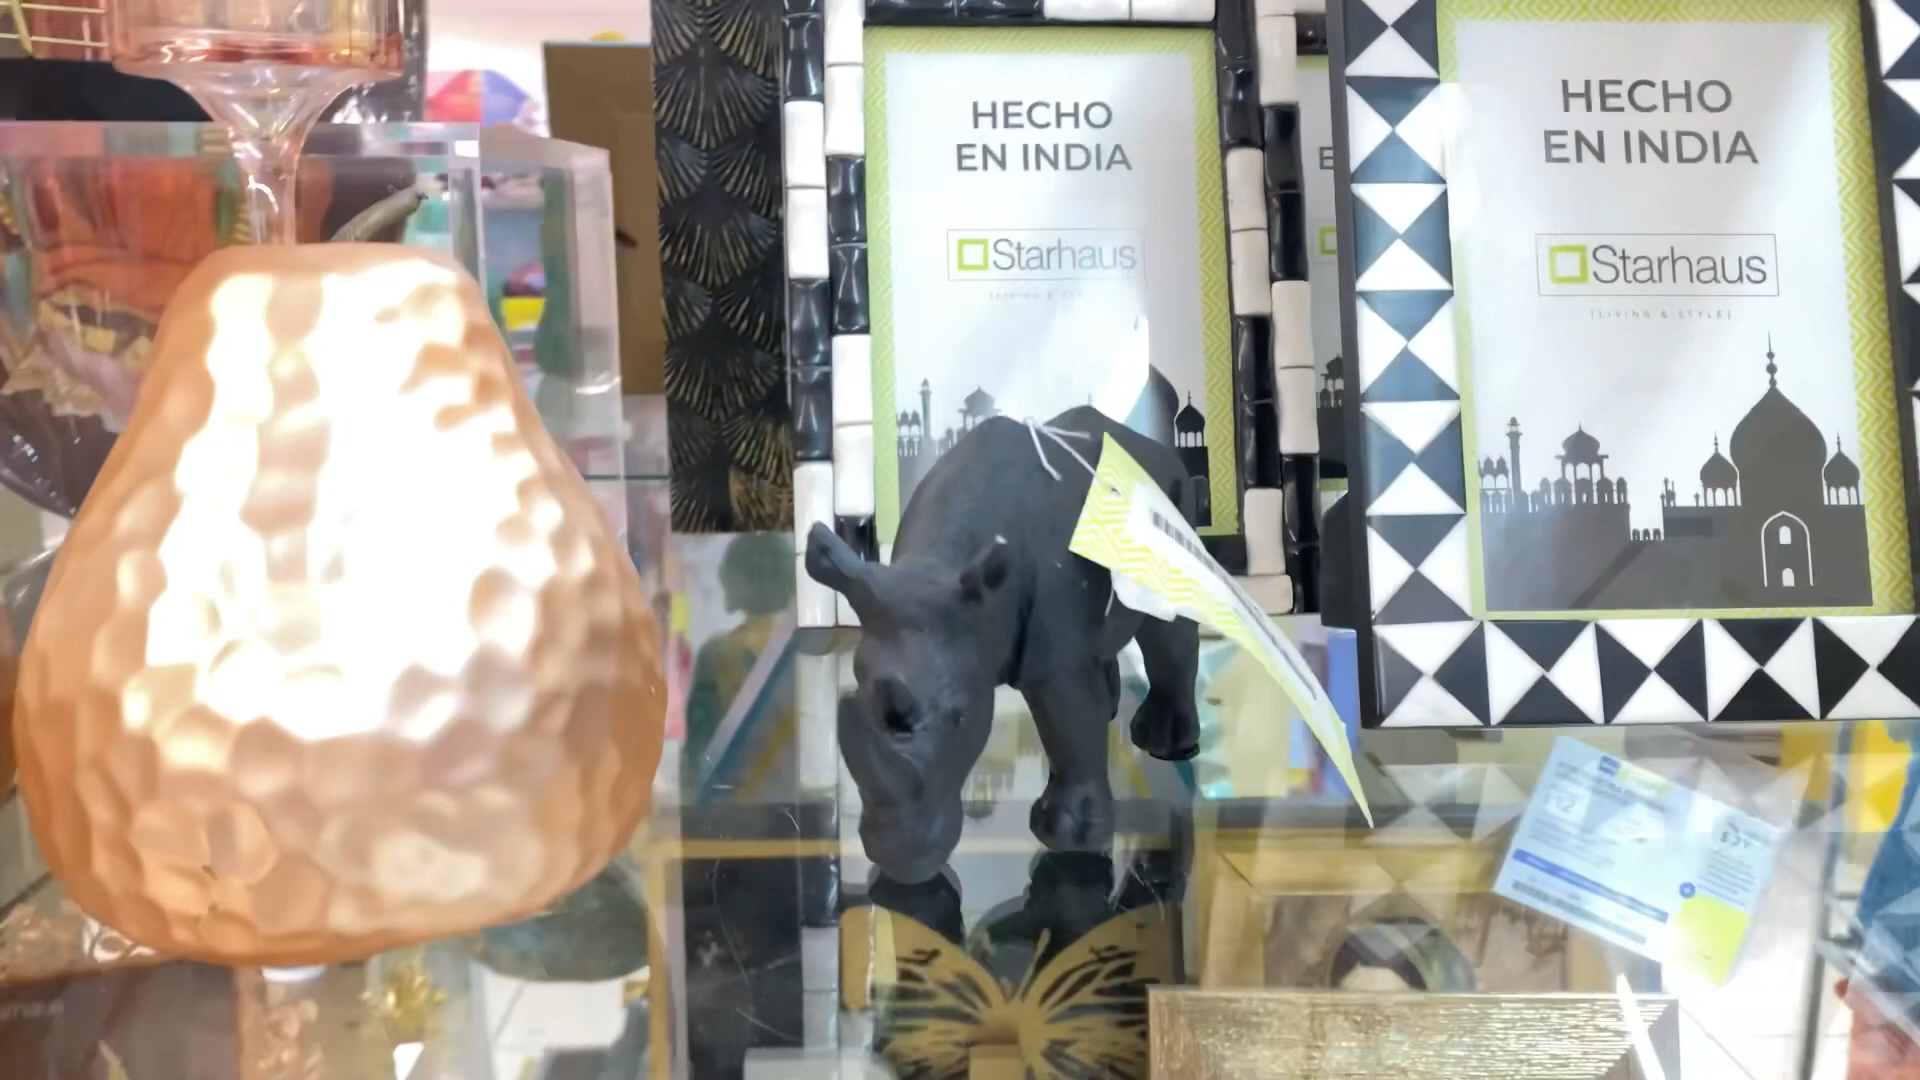 HECHO
EN INDIA
Starhaus
HECHO
EN INDIA
Starhaus
[LIVING & STYLE]